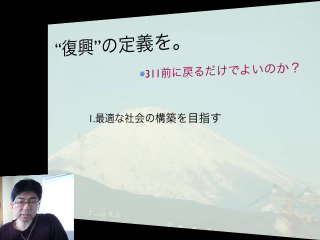 “復興”の定義を。
311前に戻るだけでよいのか？
1.最適な社会の構築を目指す